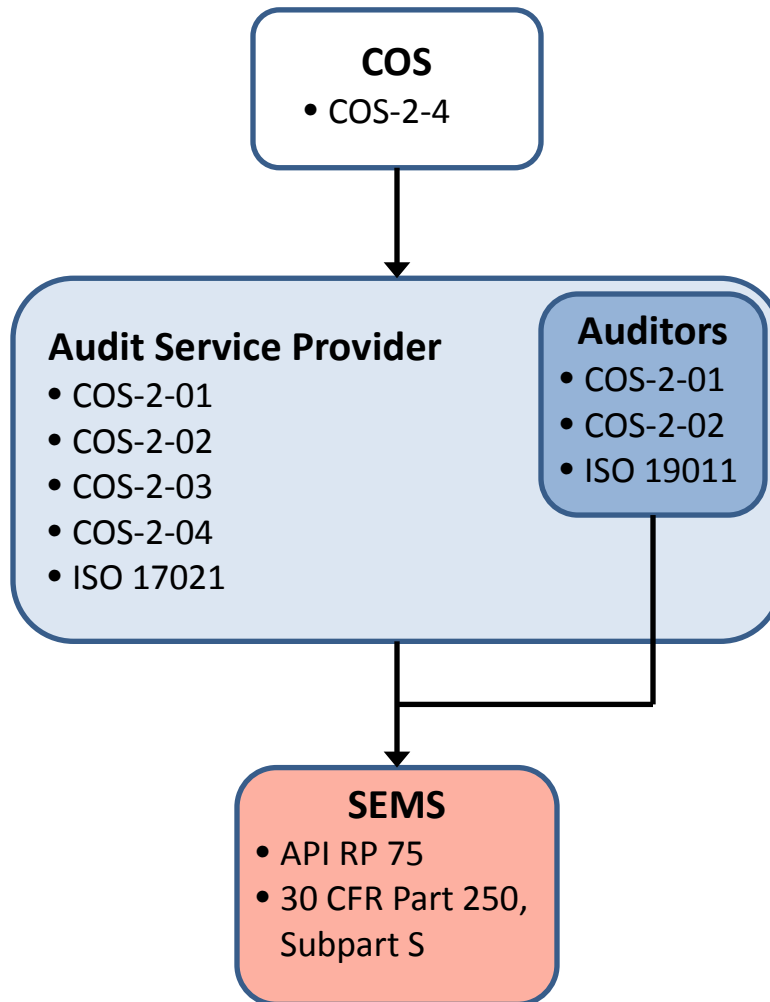 COS
• COS-2-4
Audit Service Provider
• COS-2-01
• COS-2-02
• COS-2-03
• COS-2-04
• ISO 17021
Auditors
• COS-2-01
• COS-2-02
• ISO 19011
SEMS
• API RP 75
• 30 CFR Part 250,
Subpart S